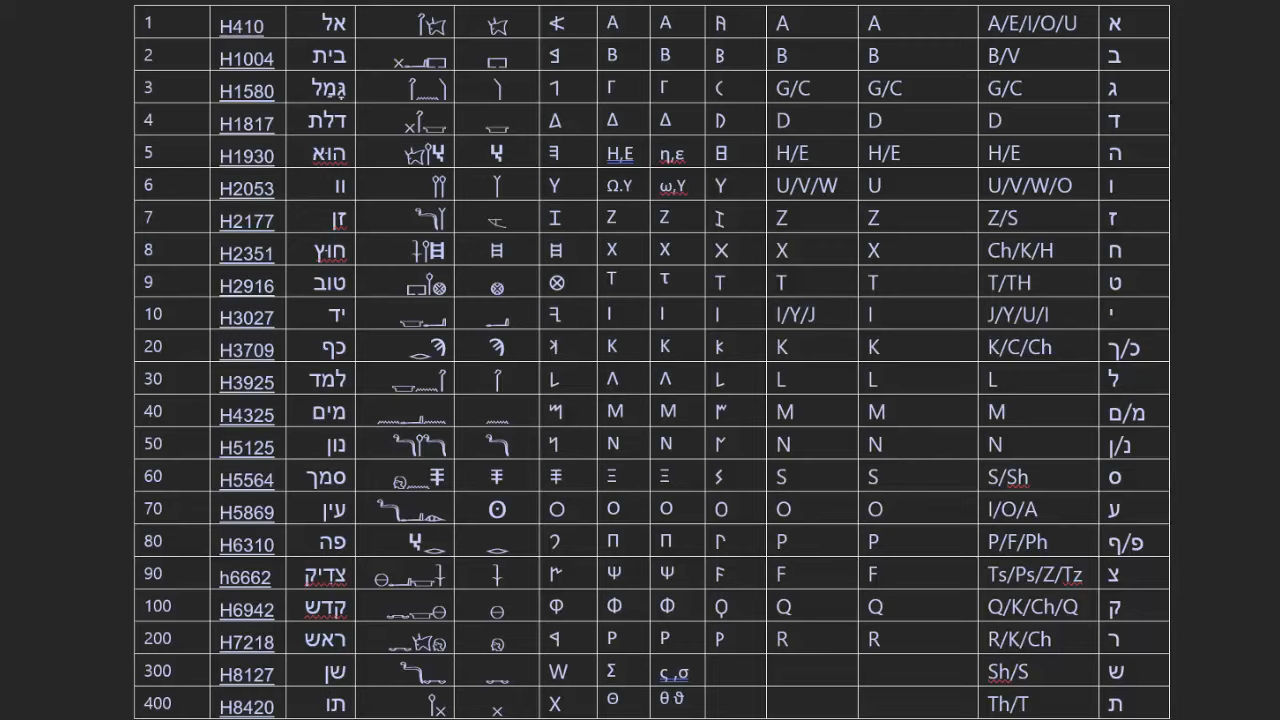 1 H410 אל A Α A A A/E/I/O/U א
2 H1004 בית 𐤁 B Β B B B B/V ב
3 H1580 גָּמַל Γ Γ G/C G/C G/C ג
4 H1817 דלת Δ Δ D D D ד
5 H1930 הוּא H,E η,ε H/E H/E H/E ה
6 H2053 וו Y Ω.Υ ω,Υ Y U/V/W U U/V/W/O ו
7 H2177 זן Z Z Z Z Z/S ז
8 H2351 חוּץ X X X X X Ch/K/H ח
9 H2916 טוב ⊗ T τ T T T T/TH ט
10 H3027 יד I I I I/Y/J I J/Y/U/I י
20 H3709 כף K K K K K/C/Ch כ/ך
30 H3925 למד Λ Λ L L L ל
40 H4325 מים M M M M M מ/ם
50 H5125 נון N N N N N נ/ן
60 H5564 סמך Ξ Ξ S S S/Sh ס
70 H5869 עין O O O O O O I/O/A ע
80 H6310 פה Π Π P P P/F/Ph פ/ף
90 h6662 צדיק Ψ Ψ F F Ts/Ps/Z/Tz צ
100 H6942 קדש Φ Φ Φ Ϙ Q Q Q/K/Ch/Q ק
200 H7218 ראש P P P R R R/K/Ch ר
300 H8127 שן W Σ ς,σ Sh/S ש
400 H8420 תו X Θ θ ϑ Th/T ת